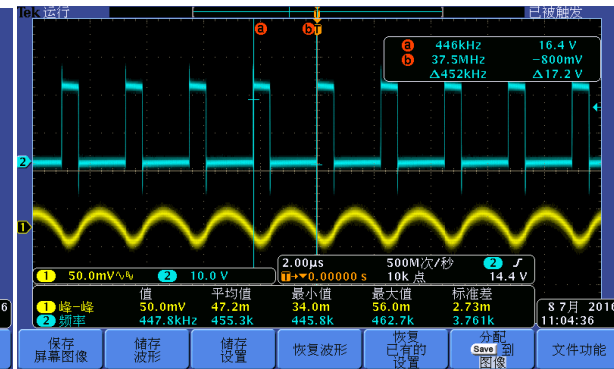 Tek 运行
已被触发
T
a
b T
a 446kHz 16.4 V
b 37.5MHz −800mV
Δ452kHz Δ17.2 V
2
1
1 50.0mV 2 10.0 V
2.00µs 500M次/秒 2
T→▼0.00000 s 10k 点 14.4 V
值 平均值 最小值 最大值 标准差
1 峰−峰 50.0mV 47.2m 34.0m 56.0m 2.73m
2 频率 447.8kHz 455.3k 445.8k 462.7k 3.761k
6
8 7月 2016
11:04:36
保存
屏幕图像
储存
波形
储存
设置
恢复波形
恢复
已有的
设置
分配
Save 到
图像
文件功能